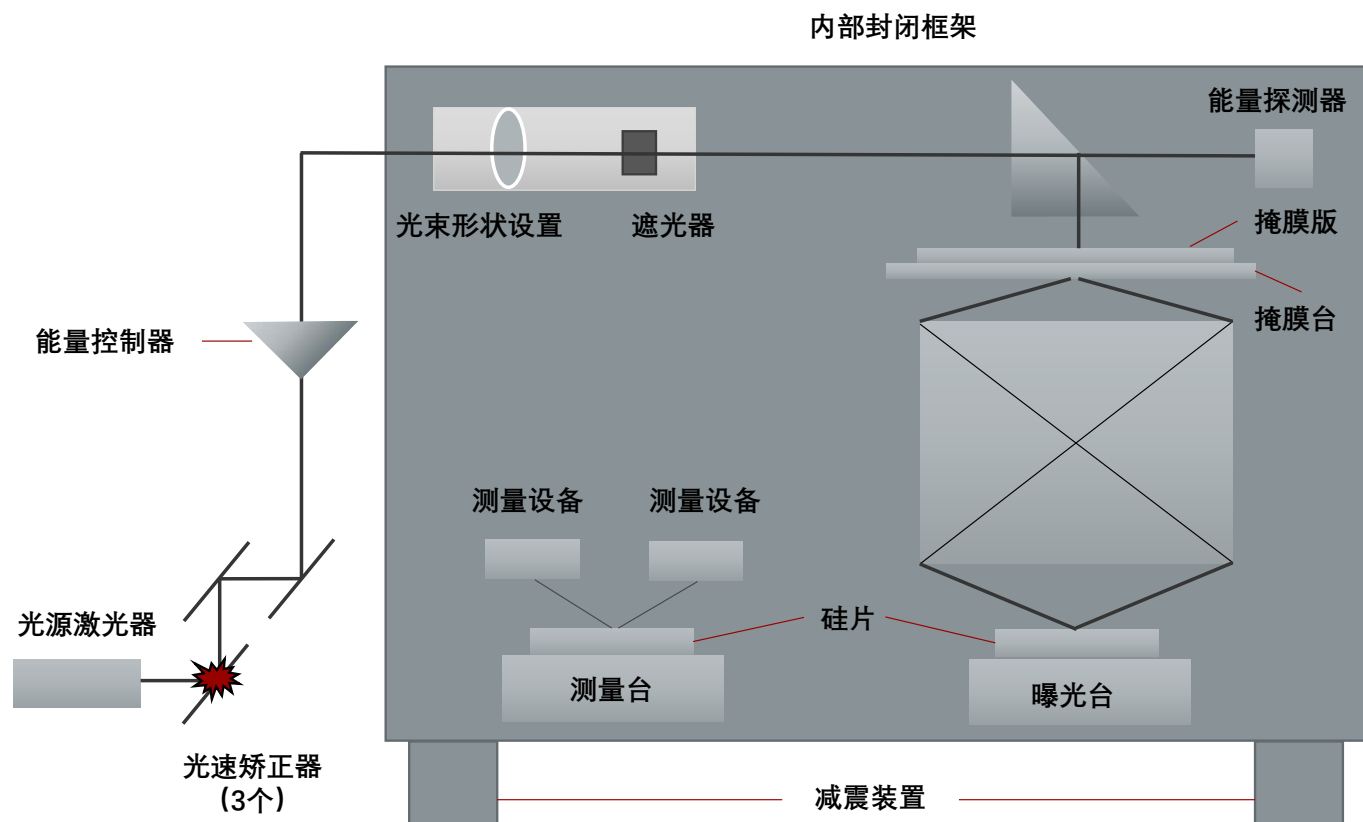 内部封闭框架
能量探测器
光束形状设置
遮光器
掩膜版
掩膜台
能量控制器
测量设备
测量设备
光源激光器
硅片
测量台
曝光台
光速矫正器
(3个)
减震装置